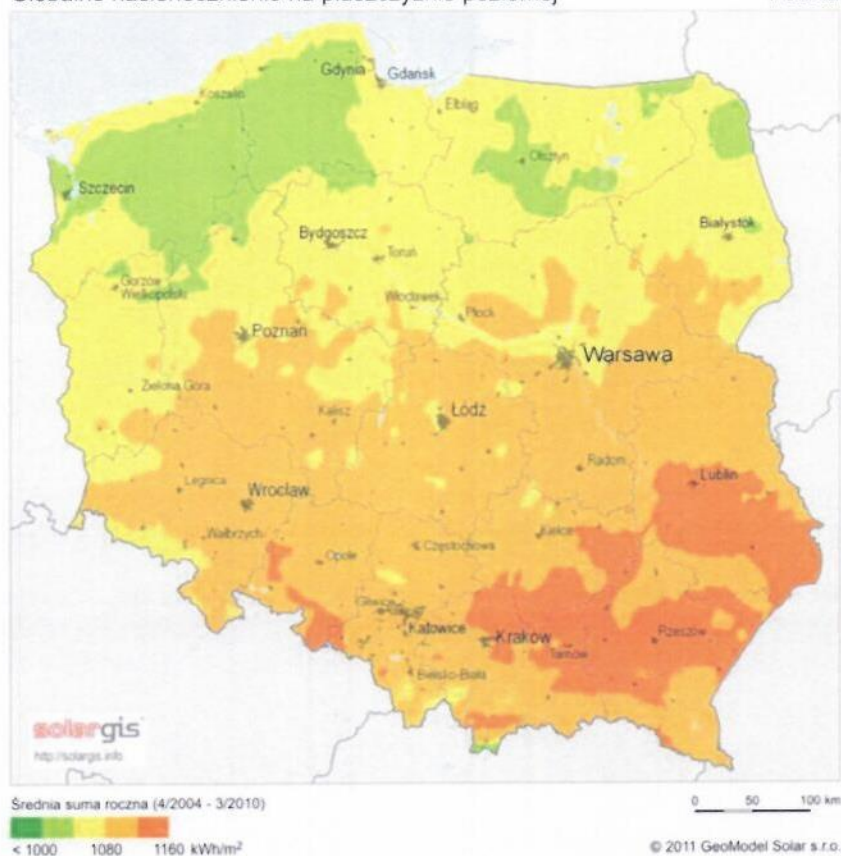 Gdynia
Gdańsk
Koszalin
Elbląg
Olsztyn
Szczecin
Białystok
Bydgoszcz
Toruń
Gorzów
Wielkopolski
Włocławek
Płock
Poznań
Warsawa
Zielona Góra
Kalisz
Łódź
Radom
Lublin
Legnica
Wrocław
Wałbrzych
Kielce
Opole
Częstochowa
Katowice
Kraków
Tarnów
Rzeszów
Bielsko-Biała
solargis
http://solargis.info
Średnia suma roczna (4/2004 - 3/2010)
0 50 100 km
< 1000 1080 1160 kWh/m²
© 2011 GeoModel Solar s.r.o.